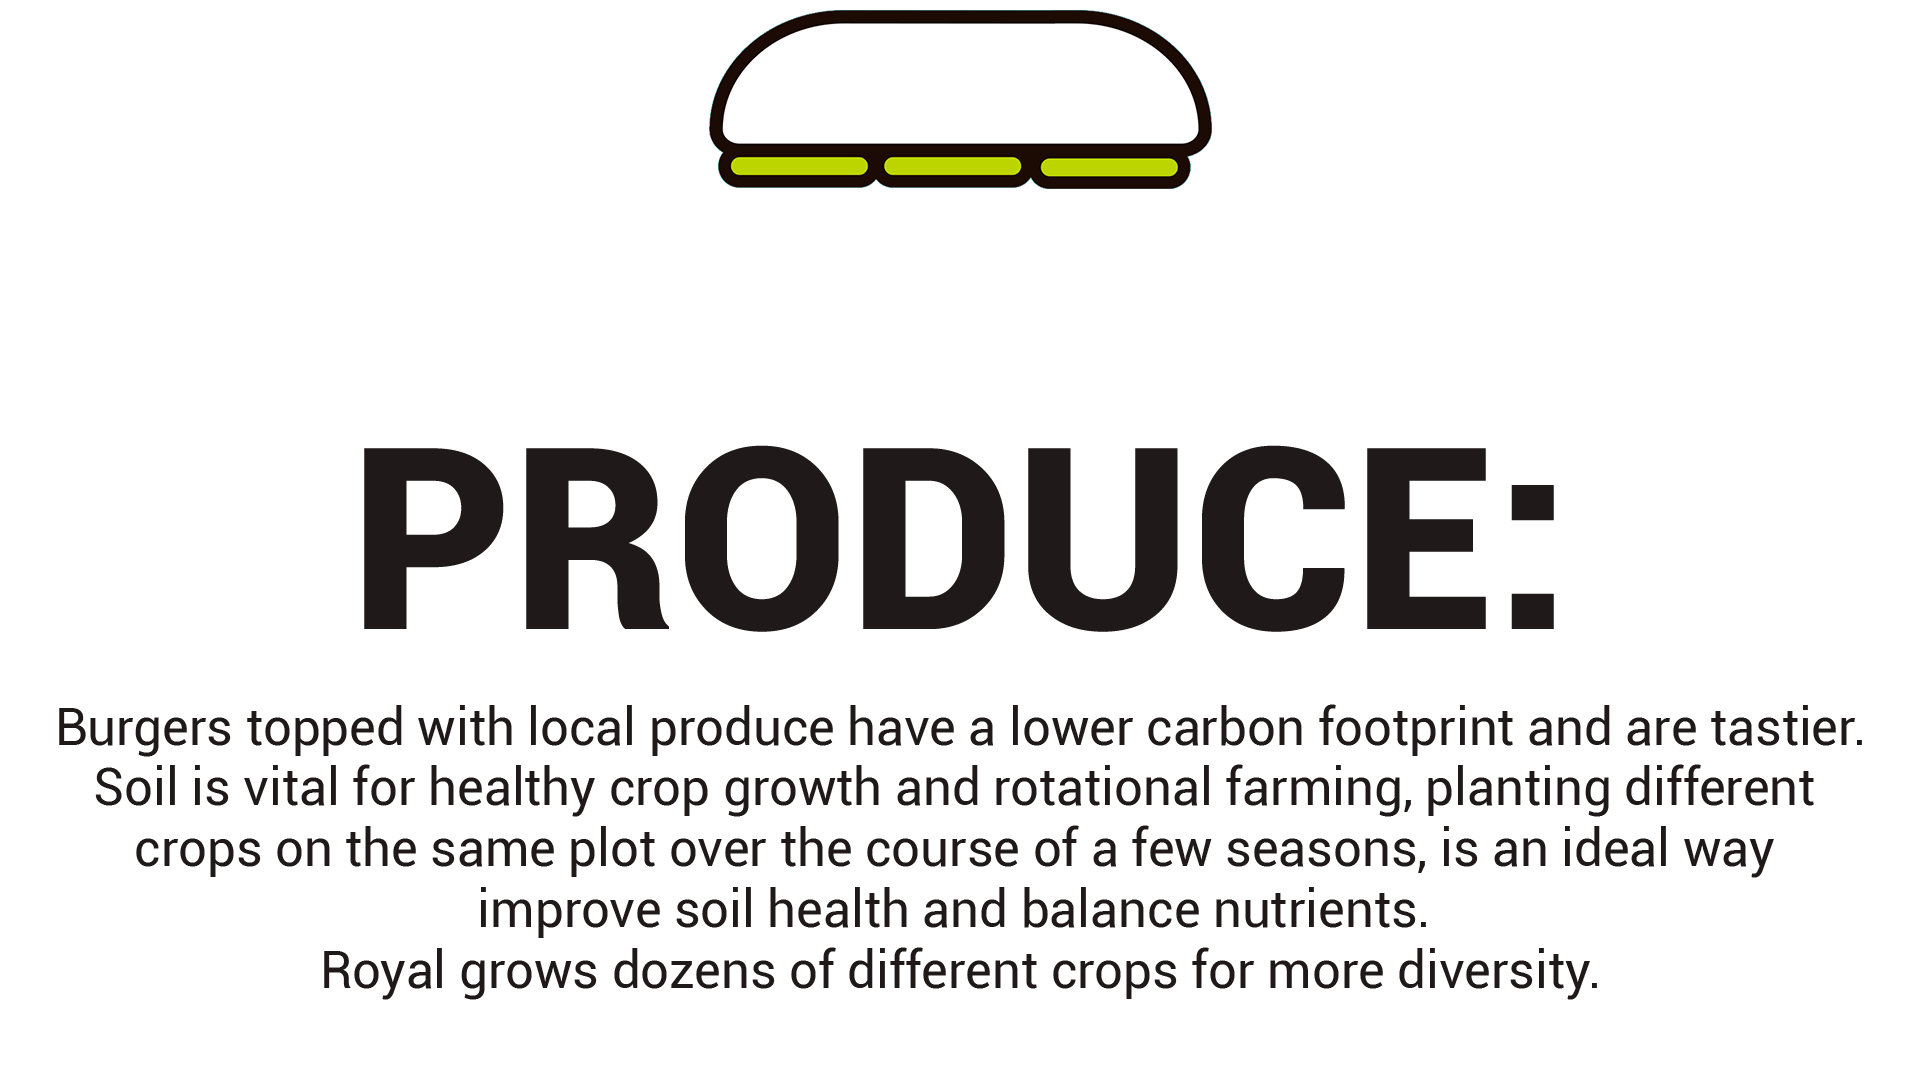 PRODUCE:
Burgers topped with local produce have a lower carbon footprint and are tastier.
Soil is vital for healthy crop growth and rotational farming, planting different
crops on the same plot over the course of a few seasons, is an ideal way
improve soil health and balance nutrients.
Royal grows dozens of different crops for more diversity.